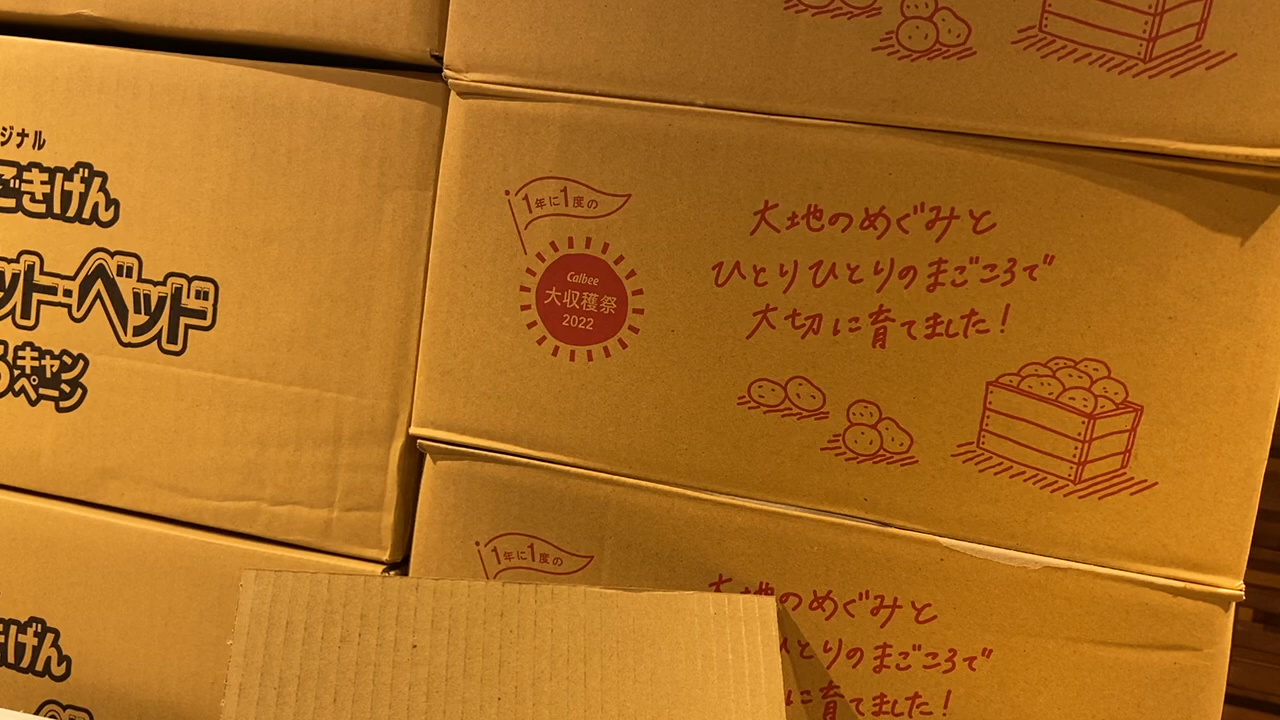 ジナル
ごきげん
ット・ベッド
キャン
ペーン
1年に1度の
Calbee
大収穫祭
2022
大地のめぐみと
ひとりひとりのまごころで
大切に育てました!
きげん
1年に1度の
大地のめぐみと
とりのまごころで
に育てました!